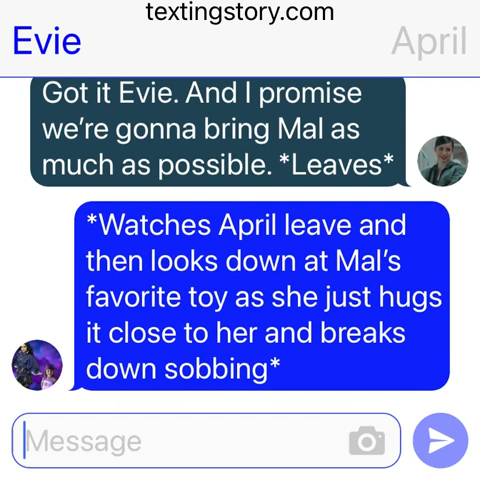 textingstory.com
Evie
April
Got it Evie. And I promise
we’re gonna bring Mal as
much as possible. *Leaves*
*Watches April leave and
then looks down at Mal’s
favorite toy as she just hugs
it close to her and breaks
down sobbing*
Message